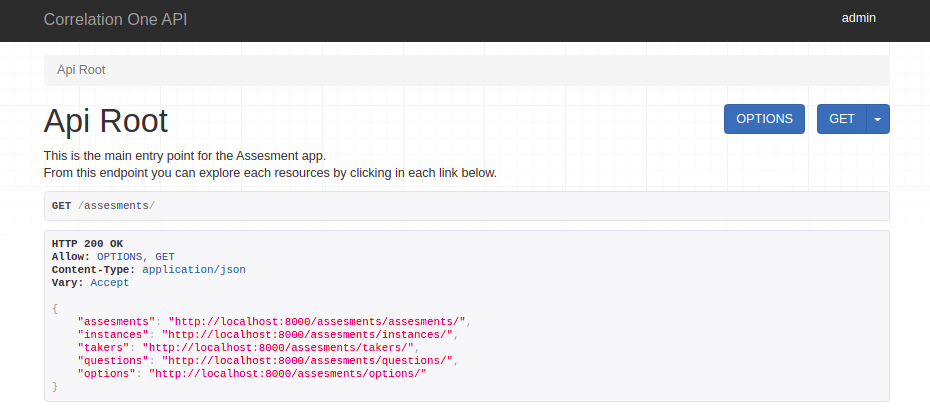 Correlation One API
admin
Api Root
Api Root
OPTIONS
GET
This is the main entry point for the Assesment app.
From this endpoint you can explore each resources by clicking in each link below.
GET /assesments/
HTTP 200 OK
Allow: OPTIONS, GET
Content-Type: application/json
Vary: Accept
{
    "assesments": "http://localhost:8000/assesments/assesments/",
    "instances": "http://localhost:8000/assesments/instances/",
    "takers": "http://localhost:8000/assesments/takers/",
    "questions": "http://localhost:8000/assesments/questions/",
    "options": "http://localhost:8000/assesments/options/"
}